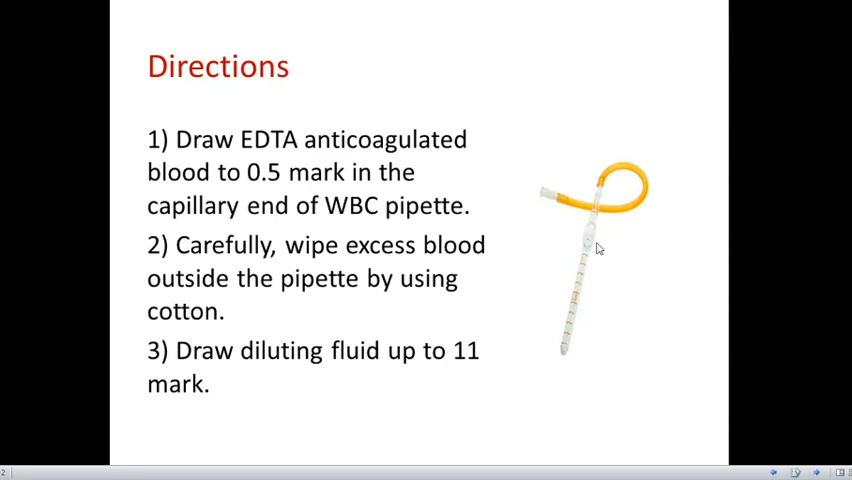 Directions
1) Draw EDTA anticoagulated
blood to 0.5 mark in the
capillary end of WBC pipette.
2) Carefully, wipe excess blood
outside the pipette by using
cotton.
3) Draw diluting fluid up to 11
mark.
2